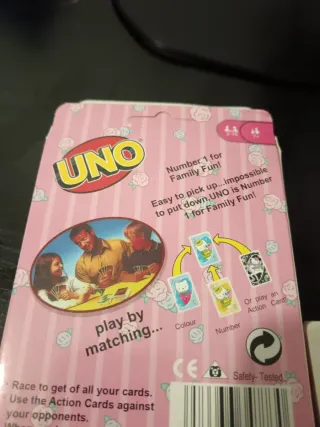 UNO
Number 1 for
Family Fun!
Easy to pick up...impossible
to put down,UNO is Number
1 for Family Fun!
play by
matching...
Colour
Number
Or play an
Action Card
CE
Safety- Tested
· Race to get of all your cards.
· Use the Action Cards against
your opponents.